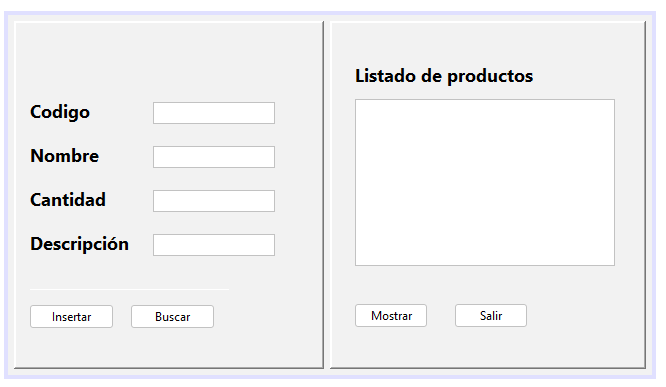 Codigo
Nombre
Cantidad
Descripción
Insertar
Buscar
Listado de productos
Mostrar
Salir